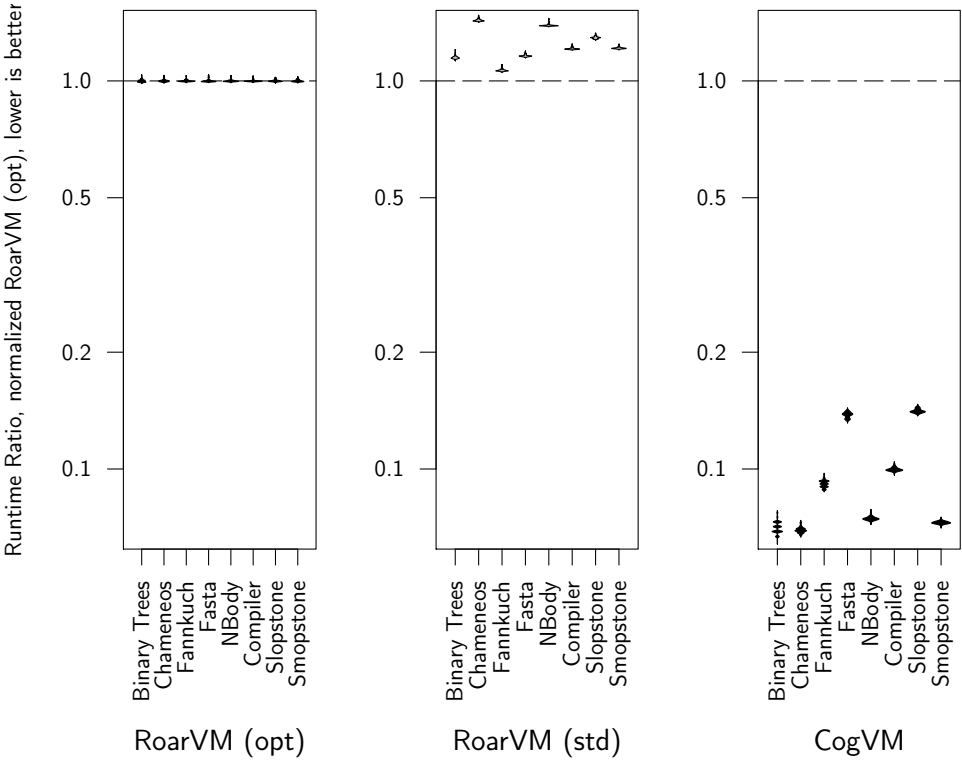 Runtime Ratio, normalized RoarVM (opt), lower is better
1.0
0.5
0.2
0.1
Binary Trees
Chameneos
Fannkuch
Fasta
NBody
Compiler
Slopstone
Smopstone
RoarVM (opt)
1.0
0.5
0.2
0.1
Binary Trees
Chameneos
Fannkuch
Fasta
NBody
Compiler
Slopstone
Smopstone
RoarVM (std)
1.0
0.5
0.2
0.1
Binary Trees
Chameneos
Fannkuch
Fasta
NBody
Compiler
Slopstone
Smopstone
CogVM